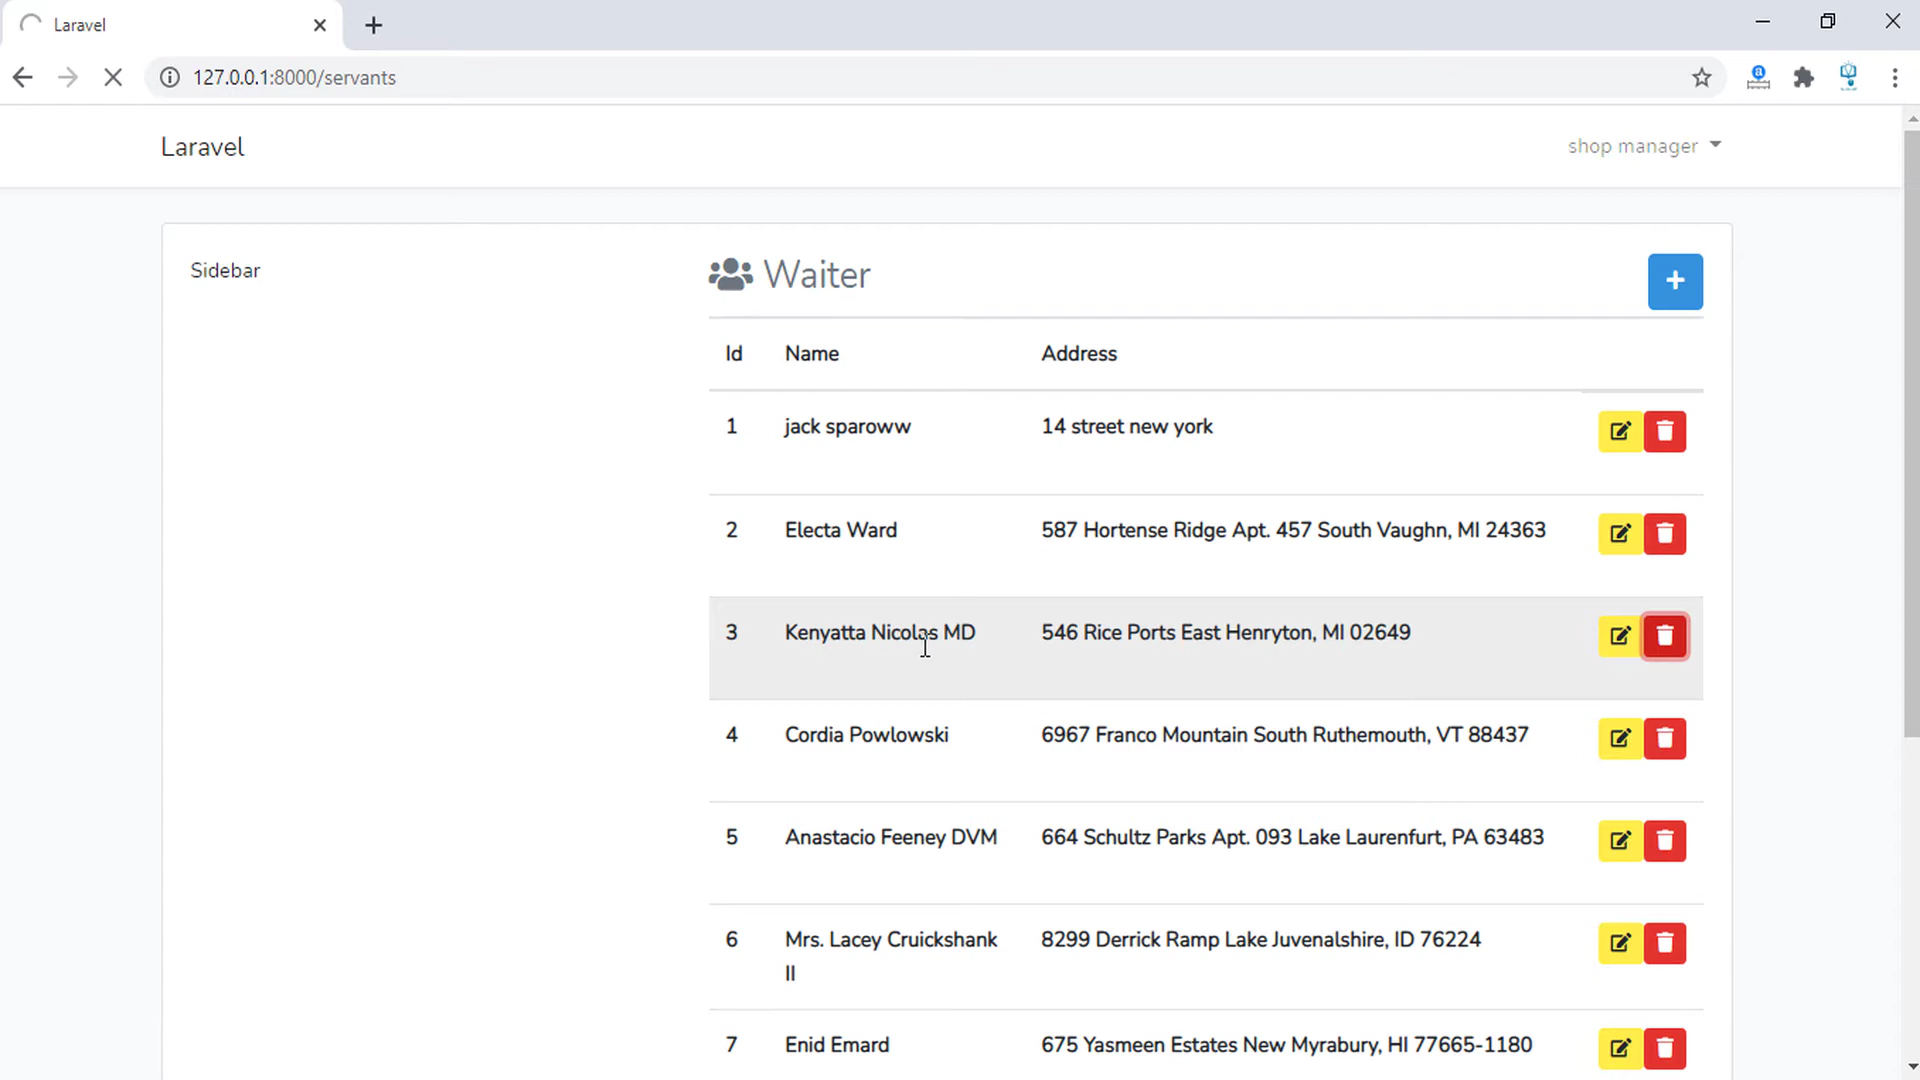 Laravel
127.0.0.1:8000/servants
Laravel
shop manager
Sidebar
Waiter
Id Name Address
1 jack sparoww 14 street new york
2 Electa Ward 587 Hortense Ridge Apt. 457 South Vaughn, MI 24363
3 Kenyatta Nicolas MD 546 Rice Ports East Henryton, MI 02649
4 Cordia Powlowski 6967 Franco Mountain South Ruthemouth, VT 88437
5 Anastacio Feeney DVM 664 Schultz Parks Apt. 093 Lake Laurenfurt, PA 63483
6 Mrs. Lacey Cruickshank 8299 Derrick Ramp Lake Juvenalshire, ID 76224
II
7 Enid Emard 675 Yasmeen Estates New Myrabury, HI 77665-1180